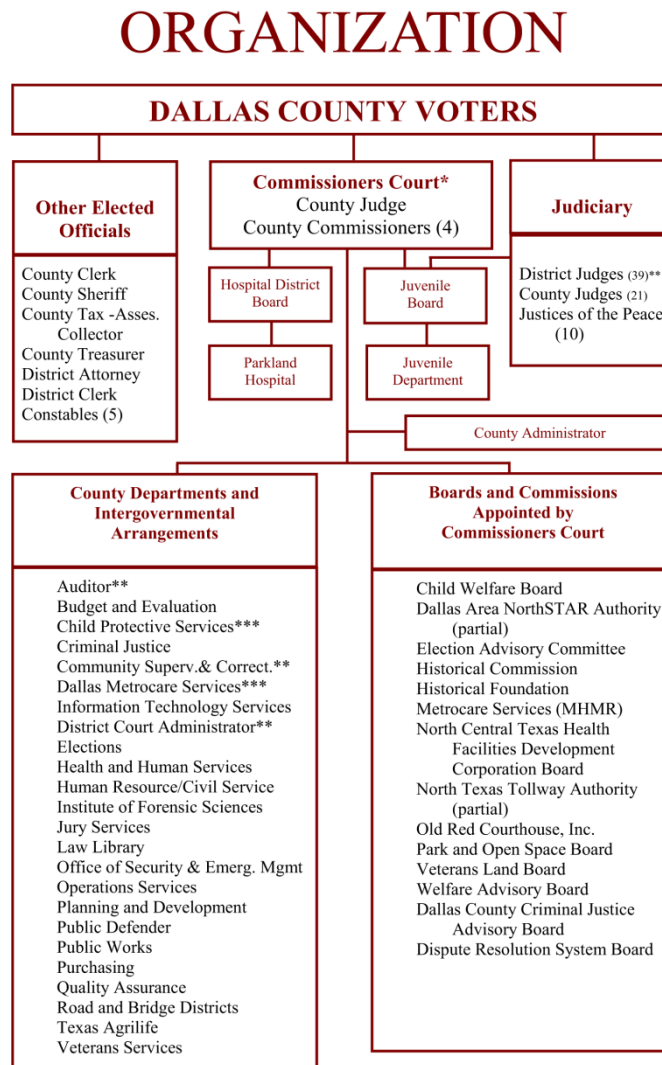 ORGANIZATION
DALLAS COUNTY VOTERS
Other Elected
Officials
County Clerk
County Sheriff
County Tax -Asses.
Collector
County Treasurer
District Attorney
District Clerk
Constables (5)
Commissioners Court*
County Judge
County Commissioners (4)
Hospital District
Board
Parkland
Hospital
Juvenile
Board
Juvenile
Department
Judiciary
District Judges (39)**
County Judges (21)
Justices of the Peace
(10)
County Administrator
County Departments and
Intergovernmental
Arrangements
Auditor**
Budget and Evaluation
Child Protective Services***
Criminal Justice
Community Superv.& Correct.**
Dallas Metrocare Services***
Information Technology Services
District Court Administrator**
Elections
Health and Human Services
Human Resource/Civil Service
Institute of Forensic Sciences
Jury Services
Law Library
Office of Security & Emerg. Mgmt
Operations Services
Planning and Development
Public Defender
Public Works
Purchasing
Quality Assurance
Road and Bridge Districts
Texas Agrilife
Veterans Services
Boards and Commissions
Appointed by
Commissioners Court
Child Welfare Board
Dallas Area NorthSTAR Authority
(partial)
Election Advisory Committee
Historical Commission
Historical Foundation
Metrocare Services (MHMR)
North Central Texas Health
Facilities Development
Corporation Board
North Texas Tollway Authority
(partial)
Old Red Courthouse, Inc.
Park and Open Space Board
Veterans Land Board
Welfare Advisory Board
Dallas County Criminal Justice
Advisory Board
Dispute Resolution System Board